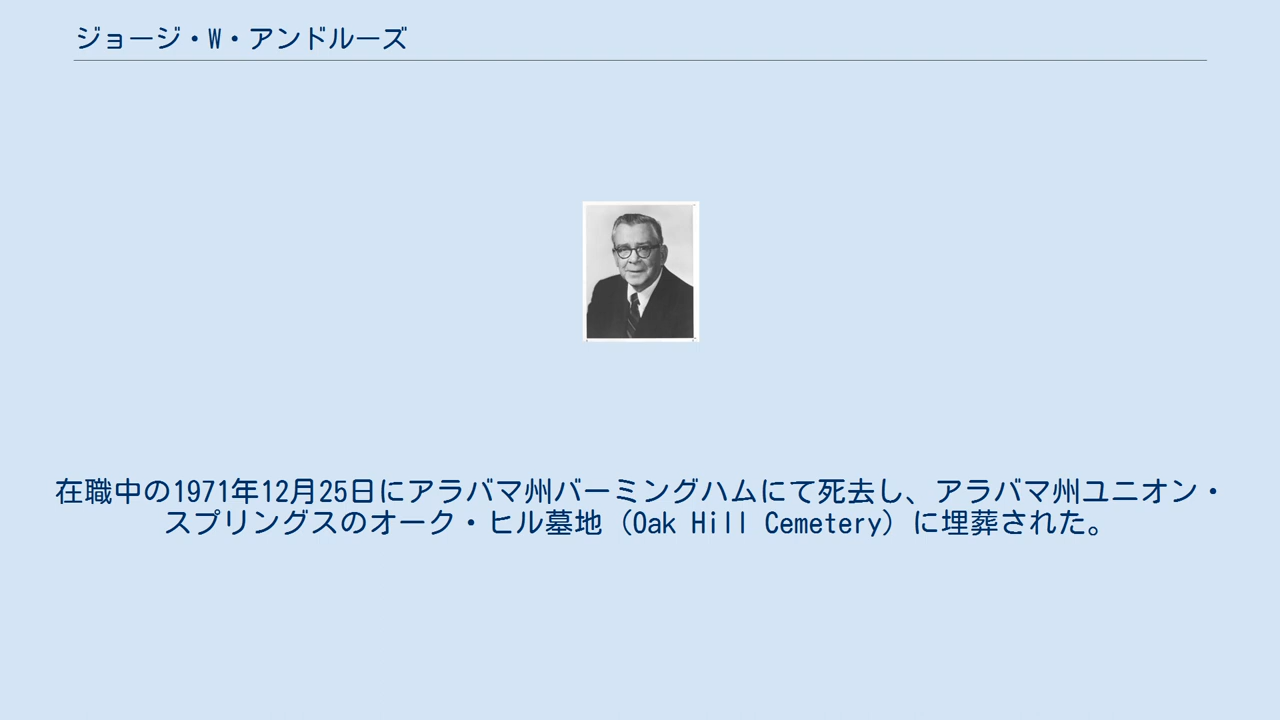 ジョージ・W・アンドルーズ
在職中の1971年12月25日にアラバマ州バーミングハムにて死去し、アラバマ州ユニオン・
スプリングスのオーク・ヒル墓地（Oak Hill Cemetery）に埋葬された。